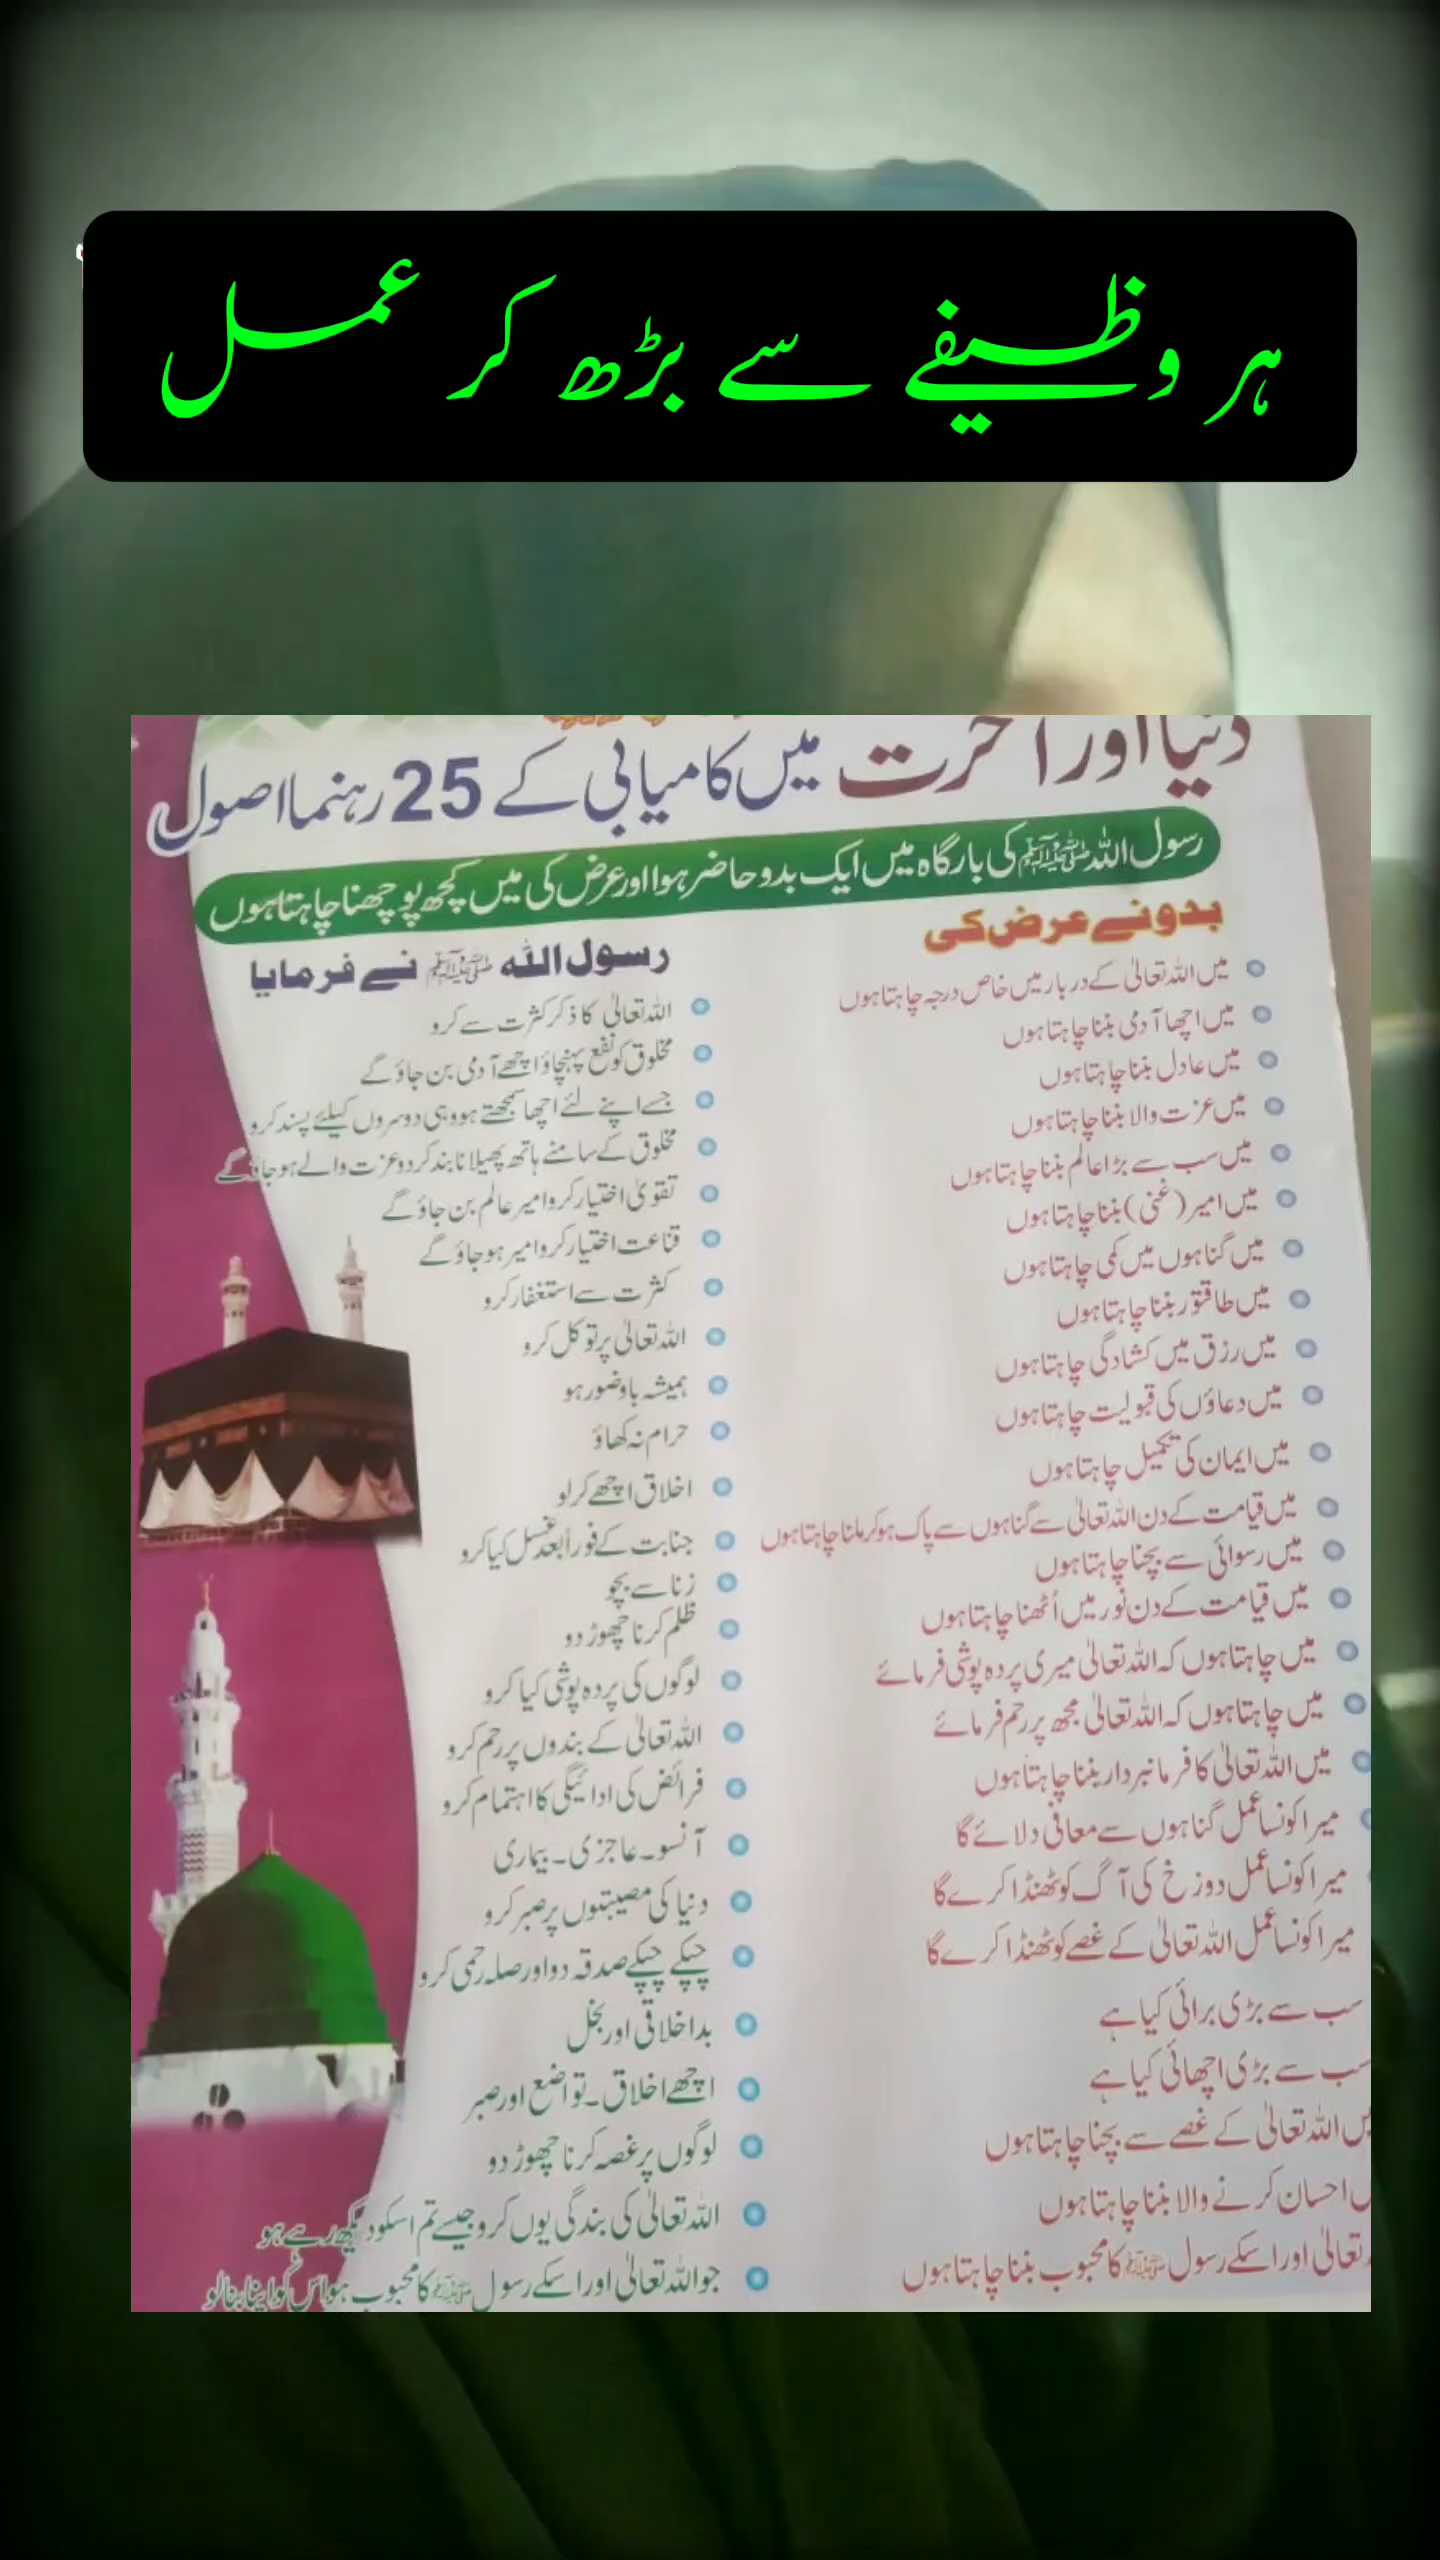 ہر وظیفے سے بڑھ کر عمل
دنیا اور آخرت میں کامیابی کے 25 رہنما اصول
رسول اللہ ﷺ کی بارگاہ میں ایک بدو حاضر ہوا اور عرض کی میں کچھ پوچھنا چاہتا ہوں
بدو نے عرض کی
میں اللہ تعالیٰ کے دربار میں خاص درجہ چاہتا ہوں
میں اچھا آدمی بننا چاہتا ہوں
میں عادل بننا چاہتا ہوں
میں عزت والا بننا چاہتا ہوں
میں سب سے بڑا عالم بننا چاہتا ہوں
میں امیر (غنی) بننا چاہتا ہوں
میں گناہوں میں کمی چاہتا ہوں
میں طاقتور بننا چاہتا ہوں
میں رزق میں کشادگی چاہتا ہوں
میں دعاؤں کی قبولیت چاہتا ہوں
میں ایمان کی تکمیل چاہتا ہوں
میں قیامت کے دن اللہ تعالیٰ سے گناہوں سے پاک ہو کر ملنا چاہتا ہوں
میں رسوائی سے بچنا چاہتا ہوں
میں قیامت کے دن نور میں اُٹھنا چاہتا ہوں
میں چاہتا ہوں کہ اللہ تعالیٰ میری پردہ پوشی فرمائے
میں چاہتا ہوں کہ اللہ تعالیٰ مجھ پر رحم فرمائے
میں اللہ تعالیٰ کا فرمانبردار بننا چاہتا ہوں
میرا کونسا عمل گناہوں سے معافی دلائے گا
میرا کونسا عمل دوزخ کی آگ کو ٹھنڈا کرے گا
میرا کونسا عمل اللہ تعالیٰ کے غصے کو ٹھنڈا کرے گا
سب سے بڑی برائی کیا ہے
سب سے بڑی اچھائی کیا ہے
اللہ تعالیٰ کے غصے سے بچنا چاہتا ہوں
احسان کرنے والا بننا چاہتا ہوں
تعالیٰ اور اسکے رسول ﷺ کا محبوب بننا چاہتا ہوں
رسول اللہ ﷺ نے فرمایا
اللہ تعالیٰ کا ذکر کثرت سے کرو
مخلوق کو نفع پہنچاؤ اچھے آدمی بن جاؤ گے
جسے اپنے لئے اچھا سمجھتے ہو وہی دوسروں کیلئے پسند کرو
مخلوق کے سامنے ہاتھ پھیلانا بند کر دو عزت والے ہو جاؤ گے
تقویٰ اختیار کرو امیر عالم بن جاؤ گے
قناعت اختیار کرو امیر ہو جاؤ گے
کثرت سے استغفار کرو
اللہ تعالیٰ پر توکل کرو
ہمیشہ باوضو رہو
حرام نہ کھاؤ
اخلاق اچھے کر لو
جنابت کے فوراً بعد غسل کیا کرو
زنا سے بچو
ظلم کرنا چھوڑ دو
لوگوں کی پردہ پوشی کیا کرو
اللہ تعالیٰ کے بندوں پر رحم کرو
فرائض کی ادائیگی کا اہتمام کرو
آنسو۔ عاجزی۔ بیماری
دنیا کی مصیبتوں پر صبر کرو
چپکے چپکے صدقہ دو اور صلہ رحمی کرو
بداخلاقی اور بخل
اچھے اخلاق۔ تواضع اور صبر
لوگوں پر غصہ کرنا چھوڑ دو
اللہ تعالیٰ کی بندگی یوں کرو جیسے تم اسکو دیکھ رہے ہو
جو اللہ تعالیٰ اور اسکے رسول ﷺ کا محبوب ہو اس کو اپنا بنا لو